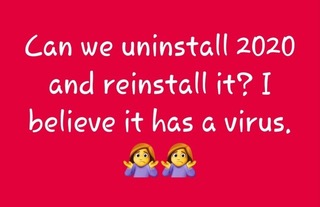 Can we uninstall 2020
and reinstall it? I
believe it has a virus.
🤷‍♀️🤷‍♀️